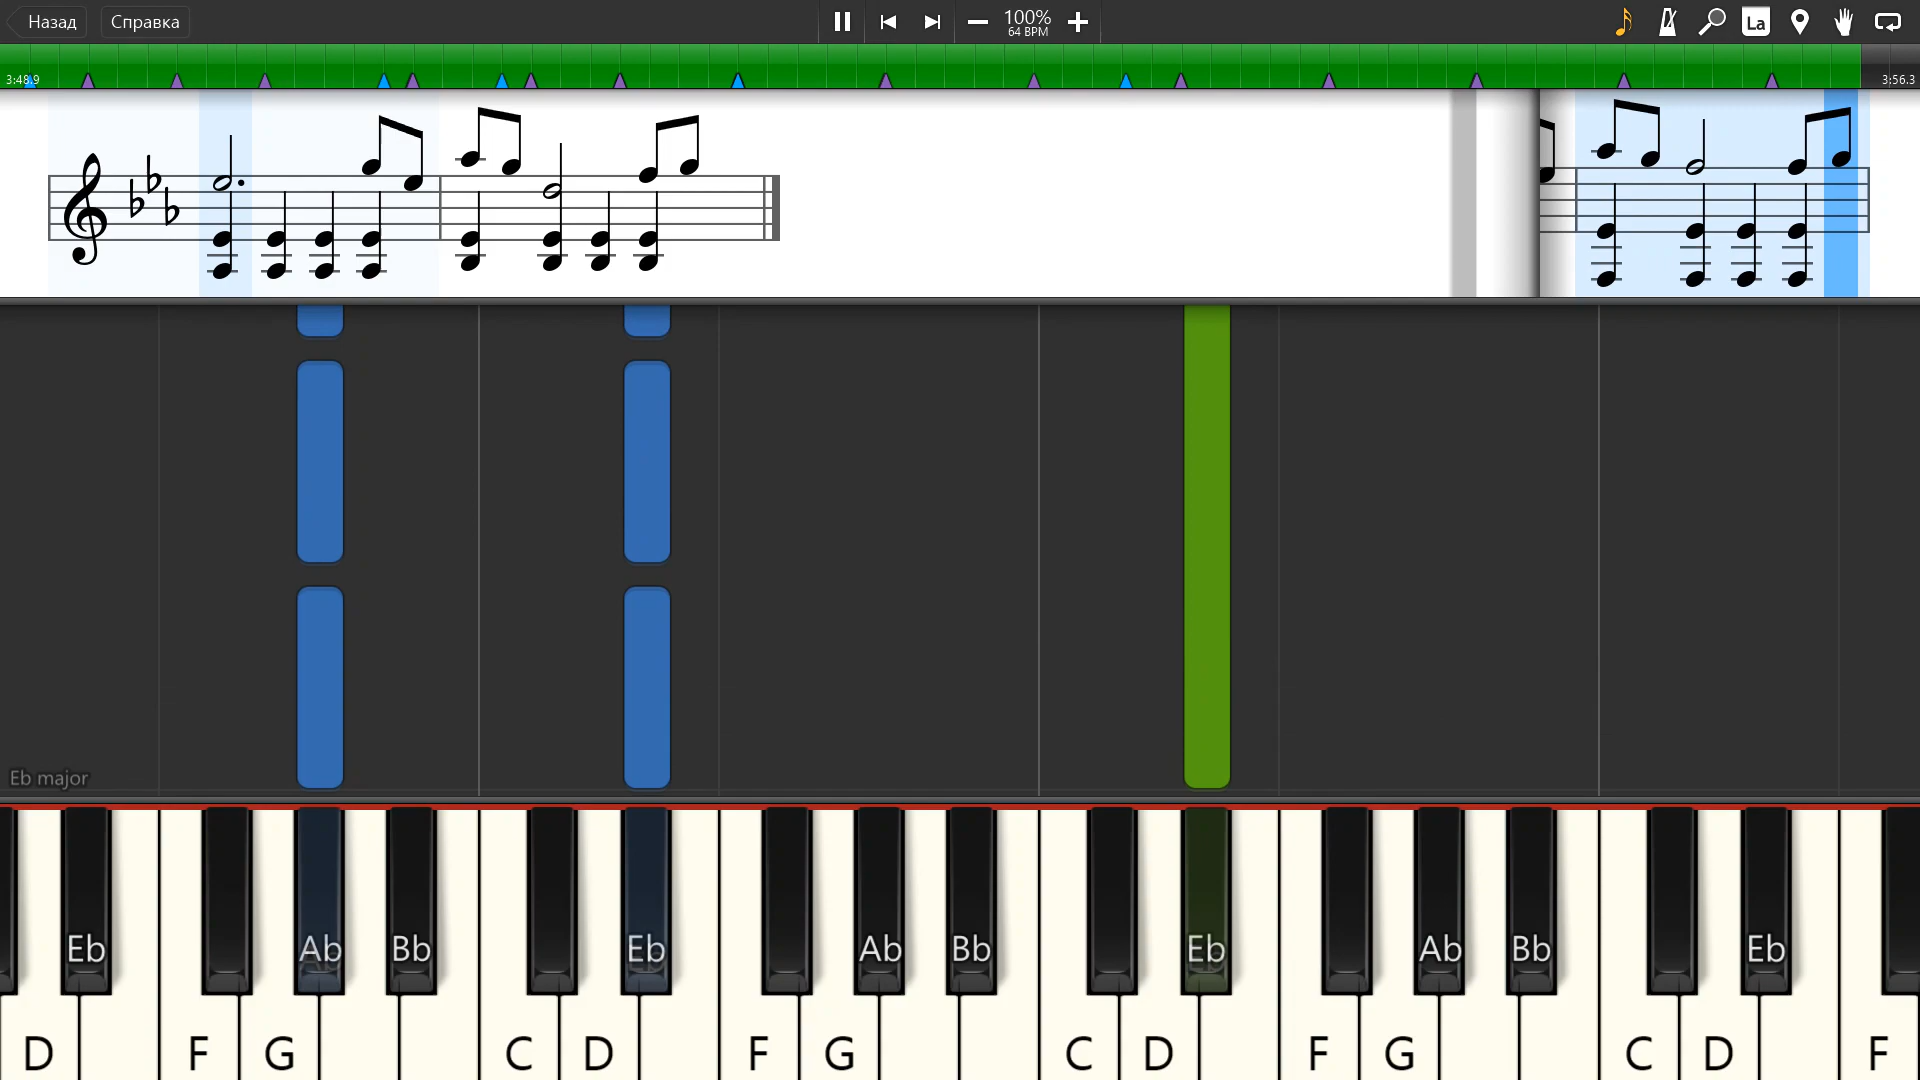 Назад
Справка
100%
64 BPM
La
3:48.9
3:56.3
Eb major
Eb Ab Bb Eb Ab Bb Eb Ab Bb Eb
D F G C D F G C D F G C D F